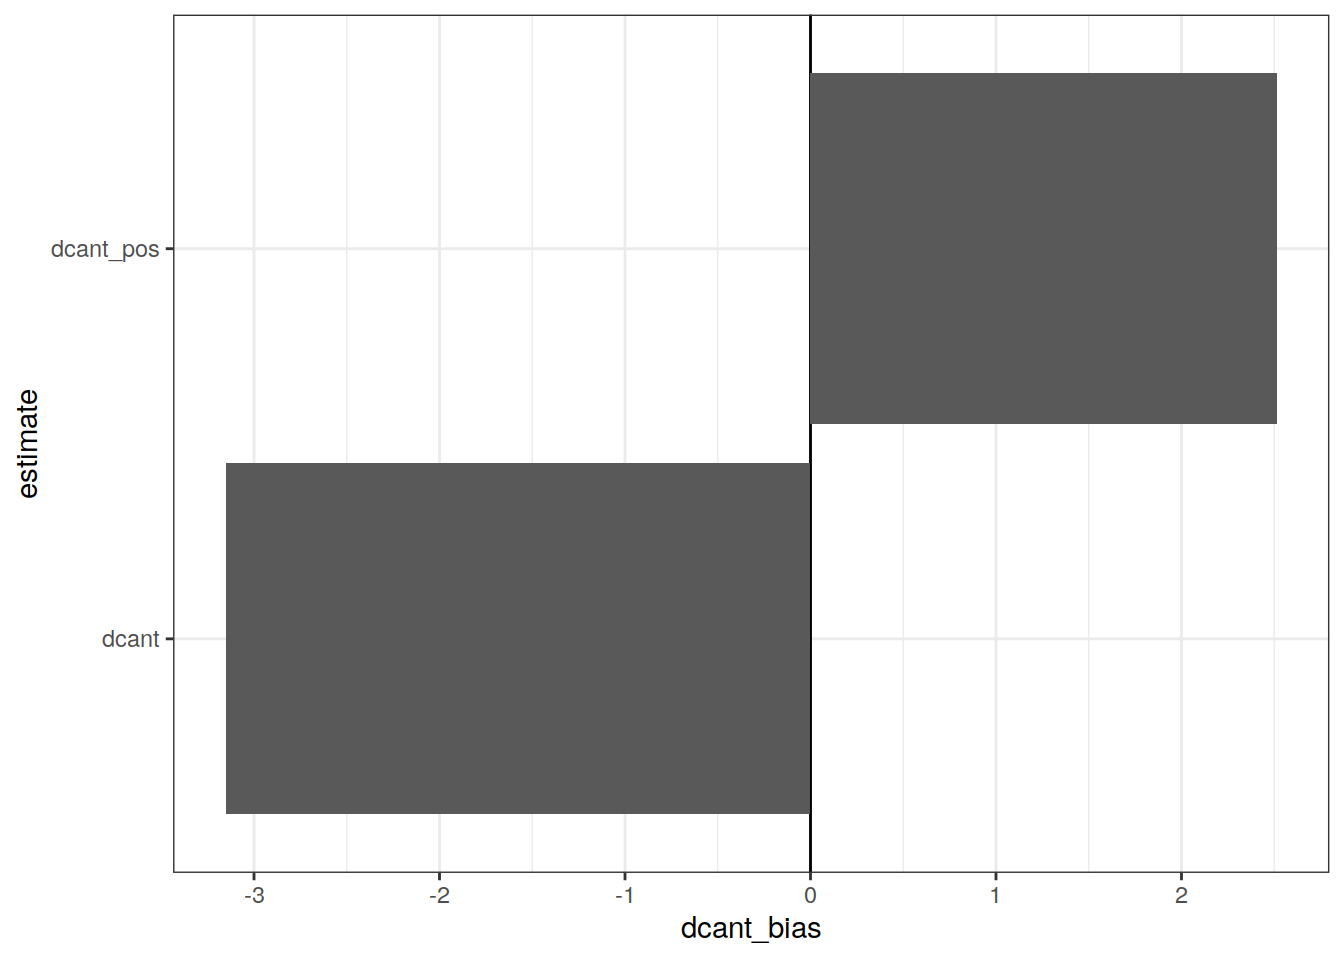 dcant_pos
dcant
estimate
-3 -2 -1 0 1 2
dcant_bias